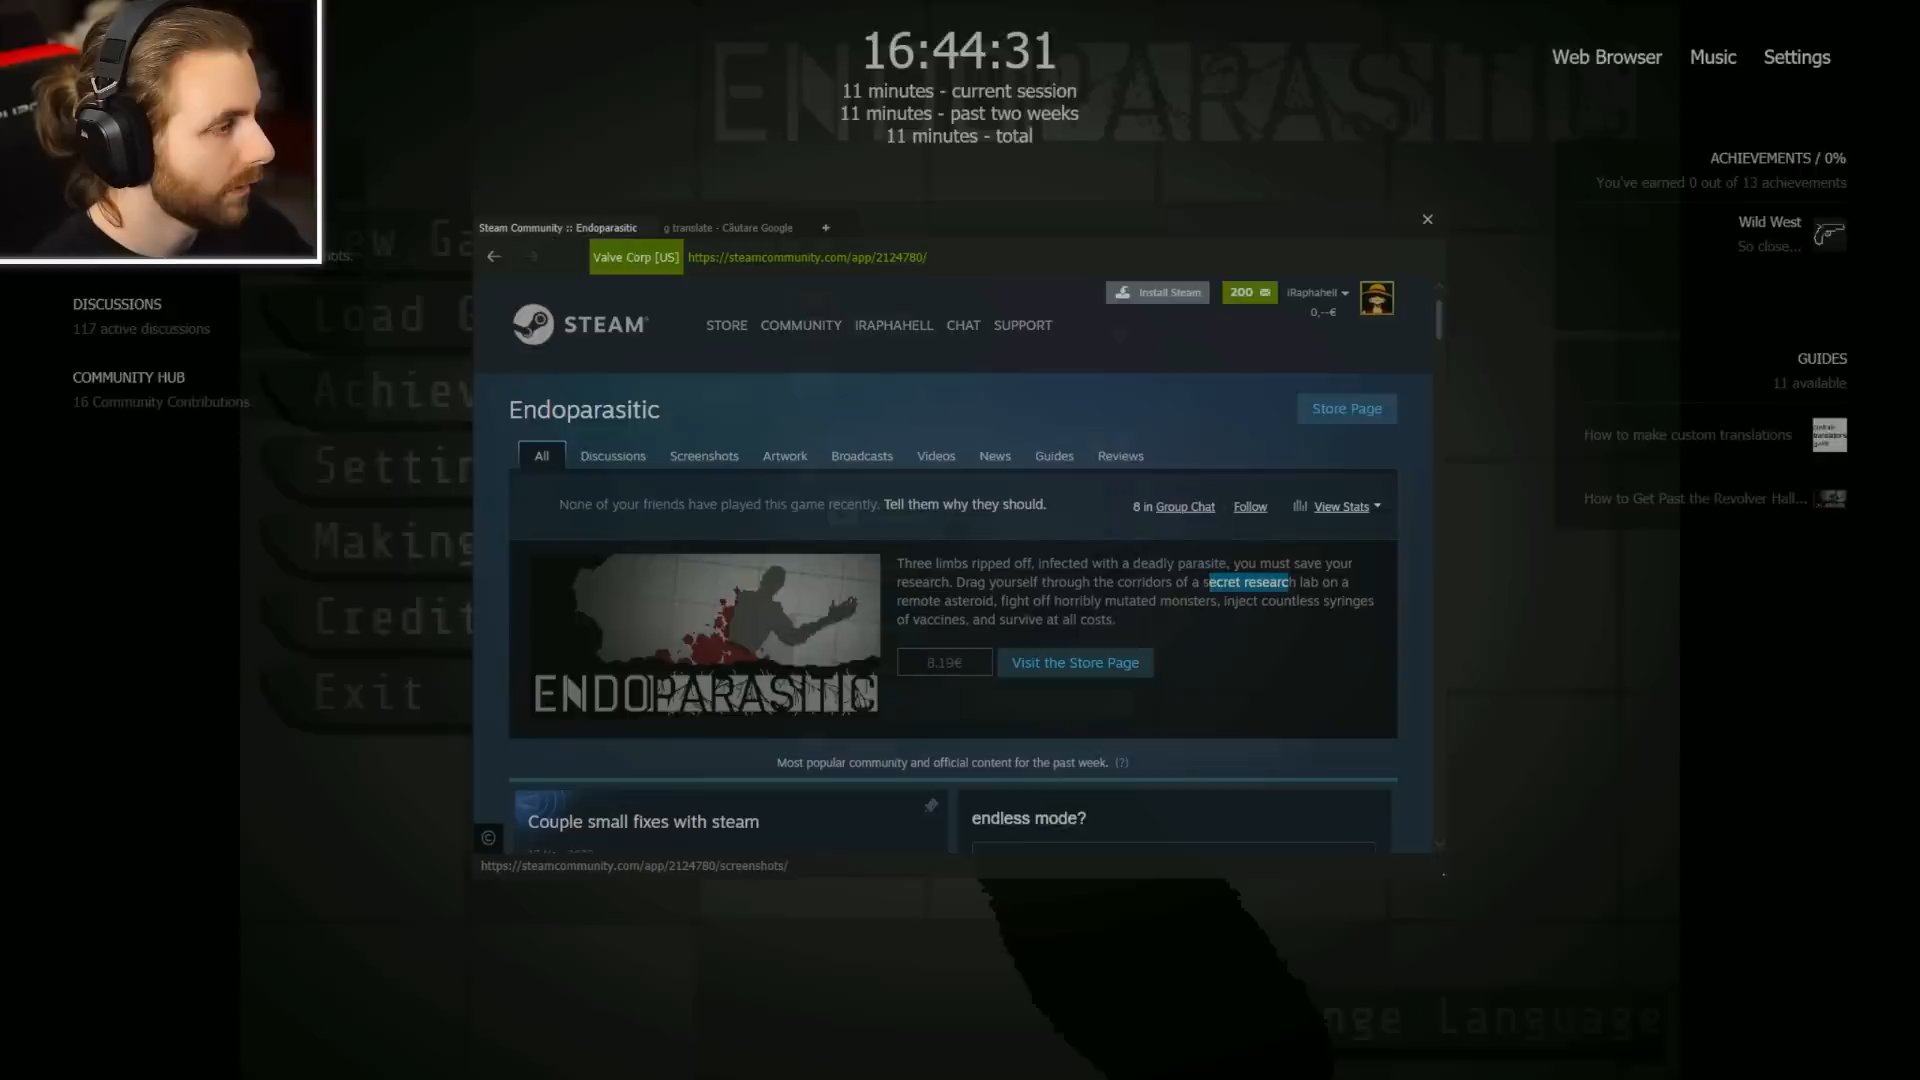 16:44:31
11 minutes - current session
11 minutes - past two weeks
11 minutes - total
Web Browser
Music
Settings
ACHIEVEMENTS / 0%
You've earned 0 out of 13 achievements
Wild West
So close...
GUIDES
11 available
How to make custom translations
How to Get Past the Revolver Hall...
DISCUSSIONS
117 active discussions
COMMUNITY HUB
16 Community Contributions
Steam Community :: Endoparasitic
g translate - Căutare Google
+
Valve Corp [US]
https://steamcommunity.com/app/2124780/
Install Steam
200
iRaphahell
0,--€
STEAM
STORE
COMMUNITY
IRAPHAHELL
CHAT
SUPPORT
Endoparasitic
Store Page
All
Discussions
Screenshots
Artwork
Broadcasts
Videos
News
Guides
Reviews
None of your friends have played this game recently. Tell them why they should.
8 in Group Chat
Follow
View Stats
Three limbs ripped off, infected with a deadly parasite, you must save your
research. Drag yourself through the corridors of a secret research lab on a
remote asteroid, fight off horribly mutated monsters, inject countless syringes
of vaccines, and survive at all costs.
8.19€
Visit the Store Page
ENDOPARASITIC
Most popular community and official content for the past week. (?)
Couple small fixes with steam
endless mode?
https://steamcommunity.com/app/2124780/screenshots/
ENDOPARASITIC
ew Ga
Load G
Achiev
Settin
Making
Credit
Exit
nge Language